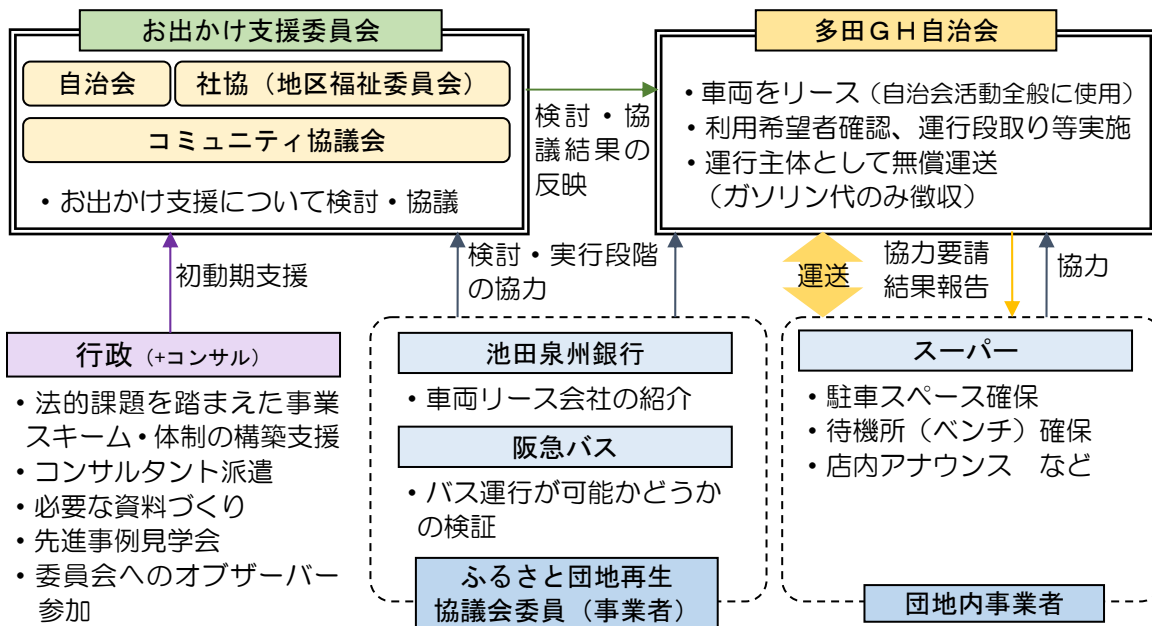 お出かけ支援委員会
自治会
社協（地区福祉委員会）
コミュニティ協議会
・お出かけ支援について検討・協議
検討・協
議結果の
反映
多田ＧＨ自治会
・車両をリース（自治会活動全般に使用）
・利用希望者確認、運行段取り等実施
・運行主体として無償運送
（ガソリン代のみ徴収）
初動期支援
検討・実行段階
の協力
運送
協力要請
結果報告
協力
行政（+コンサル）
・法的課題を踏まえた事業
スキーム・体制の構築支援
・コンサルタント派遣
・必要な資料づくり
・先進事例見学会
・委員会へのオブザーバー
参加
池田泉州銀行
・車両リース会社の紹介
阪急バス
・バス運行が可能かどうか
の検証
ふるさと団地再生
協議会委員（事業者）
スーパー
・駐車スペース確保
・待機所（ベンチ）確保
・店内アナウンス　など
団地内事業者